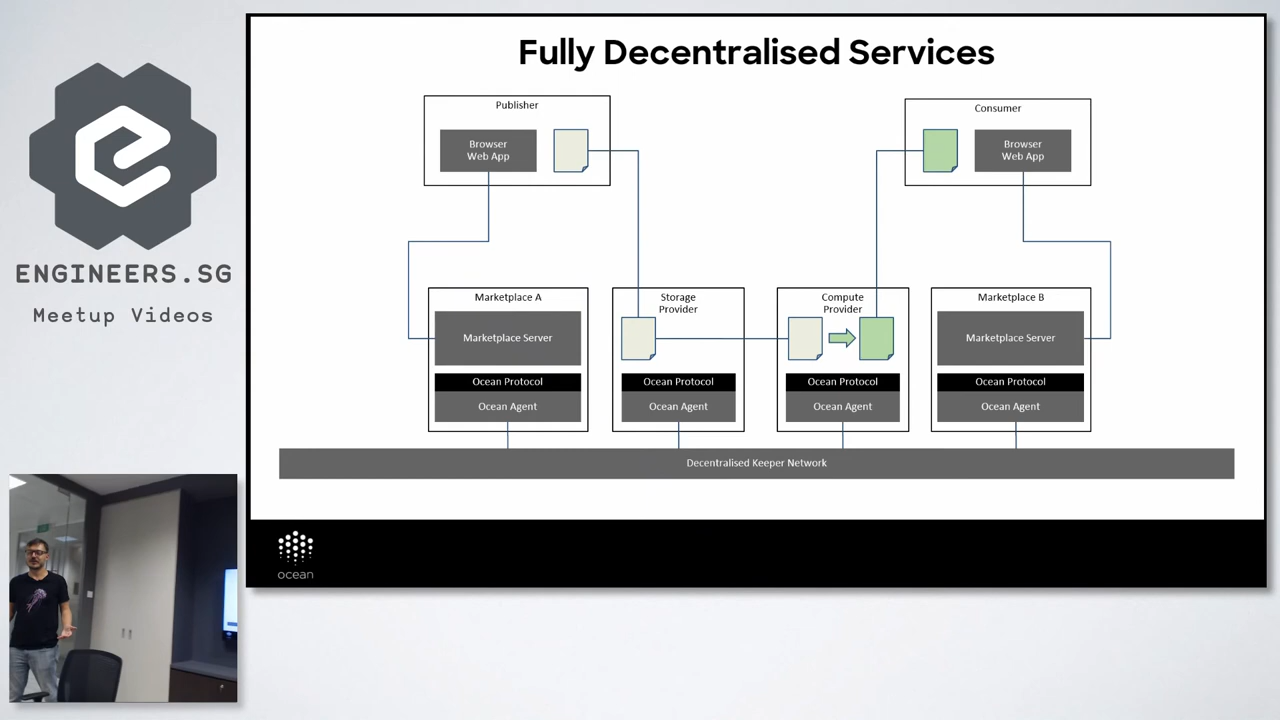 Fully Decentralised Services
Publisher
Browser
Web App
Consumer
Browser
Web App
ENGINEERS.SG
Meetup Videos
Marketplace A
Marketplace Server
Ocean Protocol
Ocean Agent
Storage
Provider
Ocean Protocol
Ocean Agent
Compute
Provider
Ocean Protocol
Ocean Agent
Marketplace B
Marketplace Server
Ocean Protocol
Ocean Agent
Decentralised Keeper Network
ocean